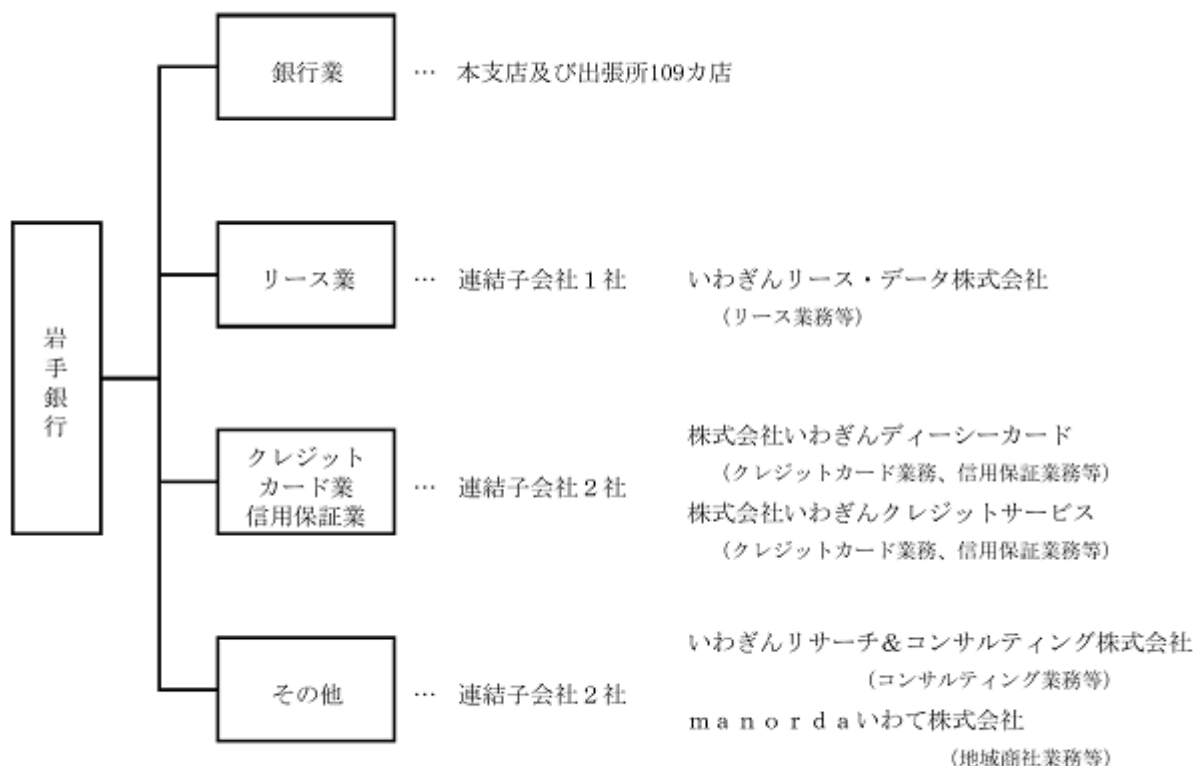 銀行業 … 本支店及び出張所109カ店
リース業 … 連結子会社1社 いわぎんリース・データ株式会社
(リース業務等)
岩手銀行
クレジット
カード業
信用保証業
… 連結子会社2社
株式会社いわぎんディーシーカード
(クレジットカード業務、信用保証業務等)
株式会社いわぎんクレジットサービス
(クレジットカード業務、信用保証業務等)
その他 … 連結子会社2社
いわぎんリサーチ&コンサルティング株式会社
(コンサルティング業務等)
manordaいわて株式会社
(地域商社業務等)